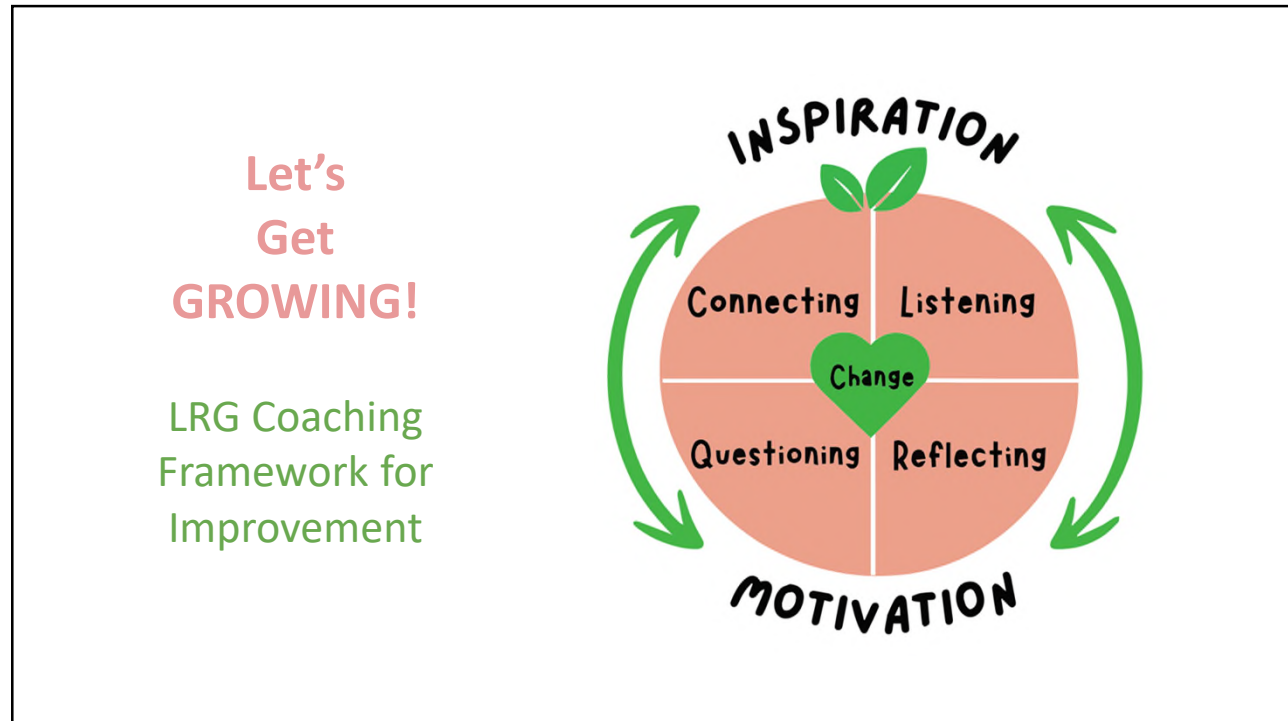 Let's
Get
GROWING!
LRG Coaching
Framework for
Improvement
INSPIRATION
Connecting
Listening
Change
Questioning
Reflecting
MOTIVATION